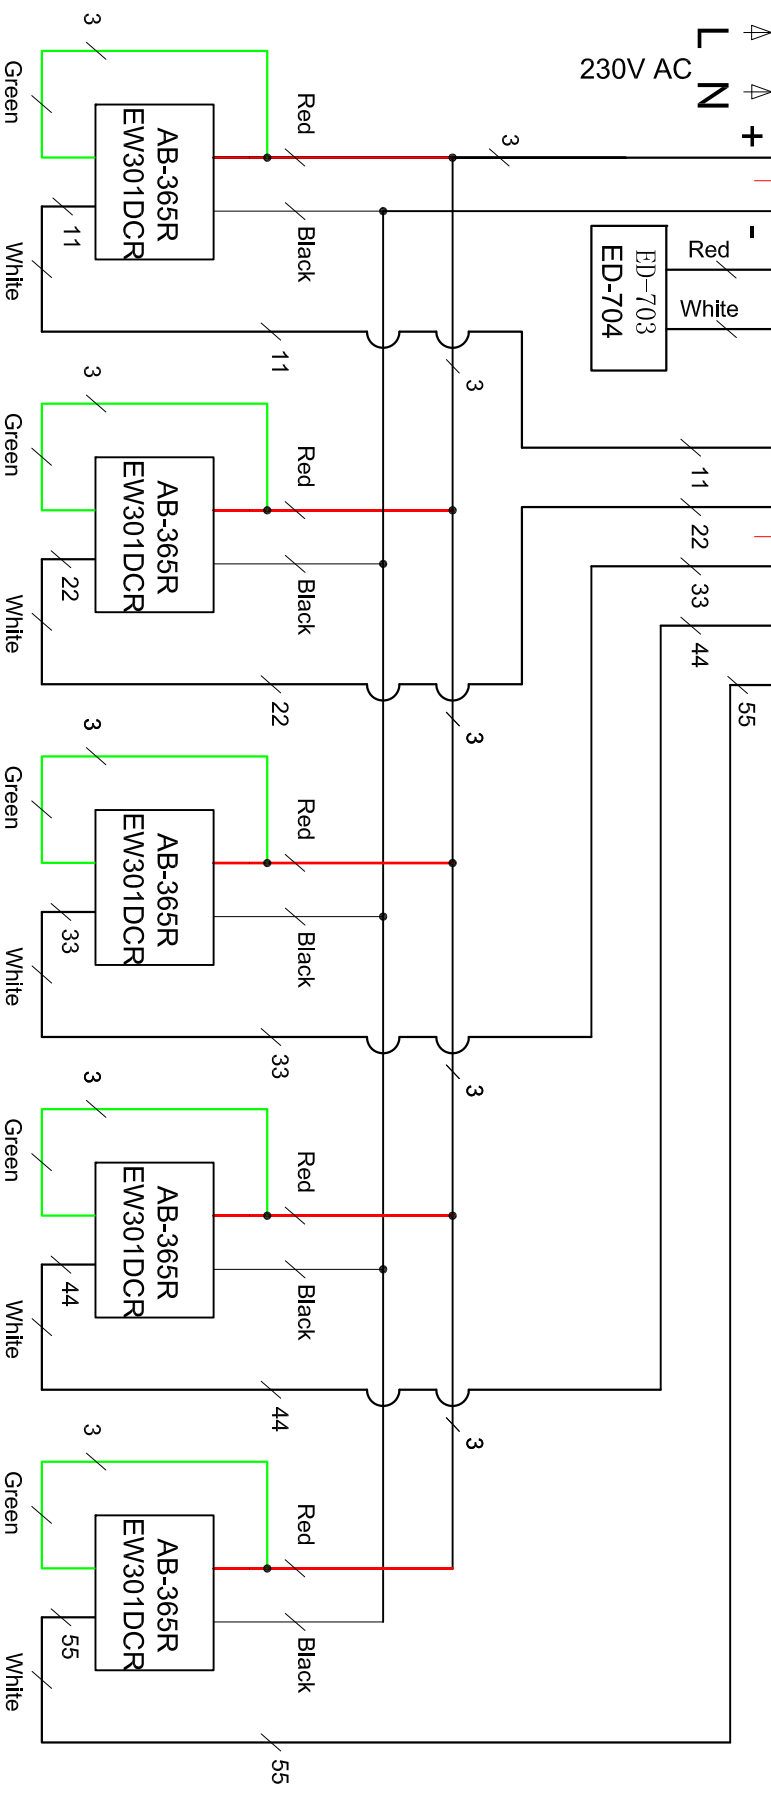 L
230V AC
N
+
-
3
Green
AB-365R
EW301DCR
Red
Black
3
11
White
11
3
ED-703
ED-704
Red
White
3
Green
AB-365R
EW301DCR
Red
Black
22
White
22
3
11
22
33
44
55
3
Green
AB-365R
EW301DCR
Red
Black
33
White
33
3
3
Green
AB-365R
EW301DCR
Red
Black
44
White
44
3
3
Green
AB-365R
EW301DCR
Red
Black
55
White
55